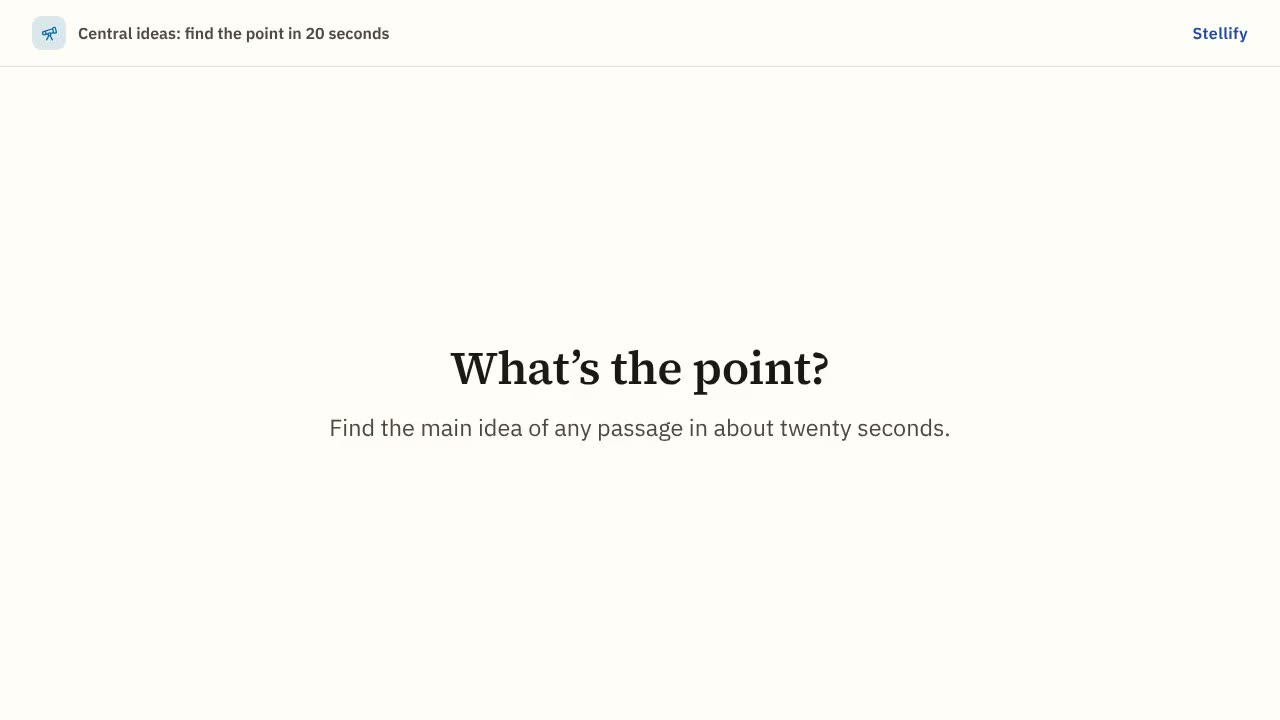 Central ideas: find the point in 20 seconds
Stellify
What’s the point?
Find the main idea of any passage in about twenty seconds.